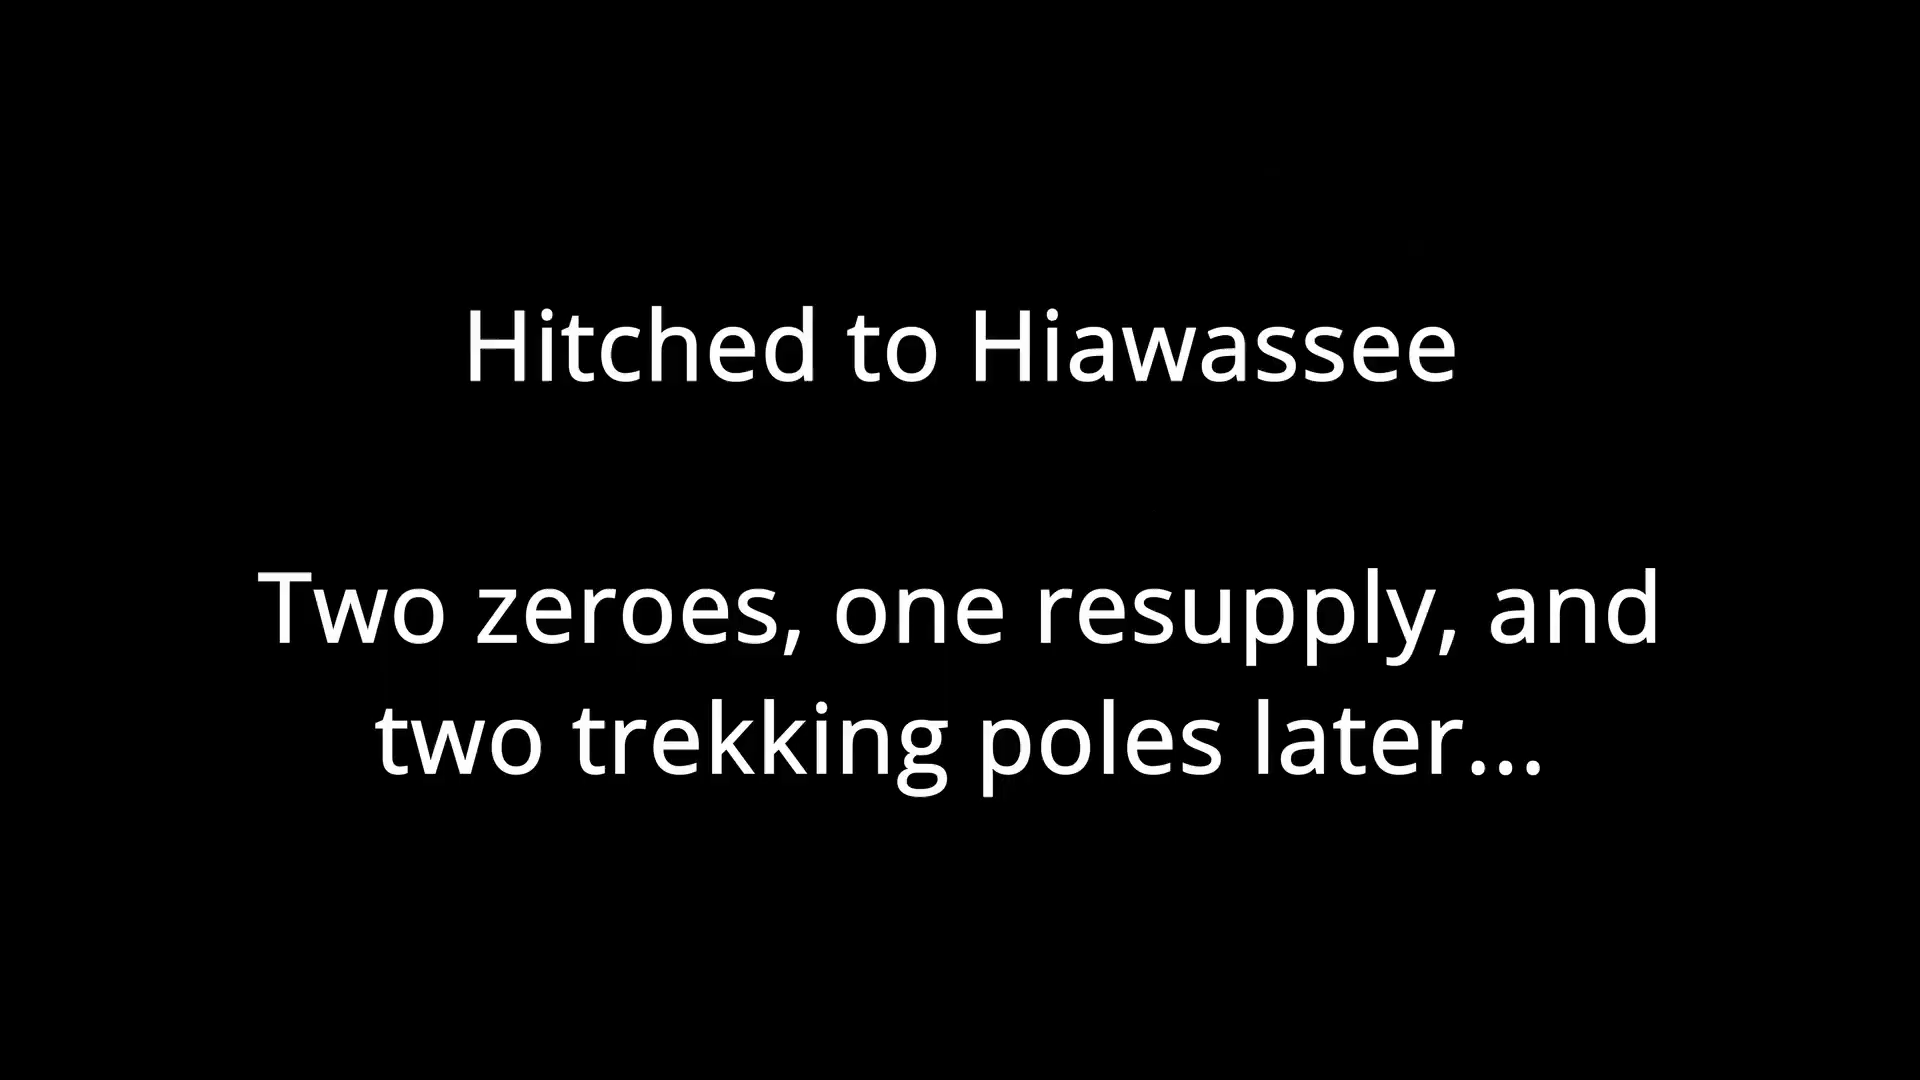 Hitched to Hiawassee
Two zeroes, one resupply, and
two trekking poles later...